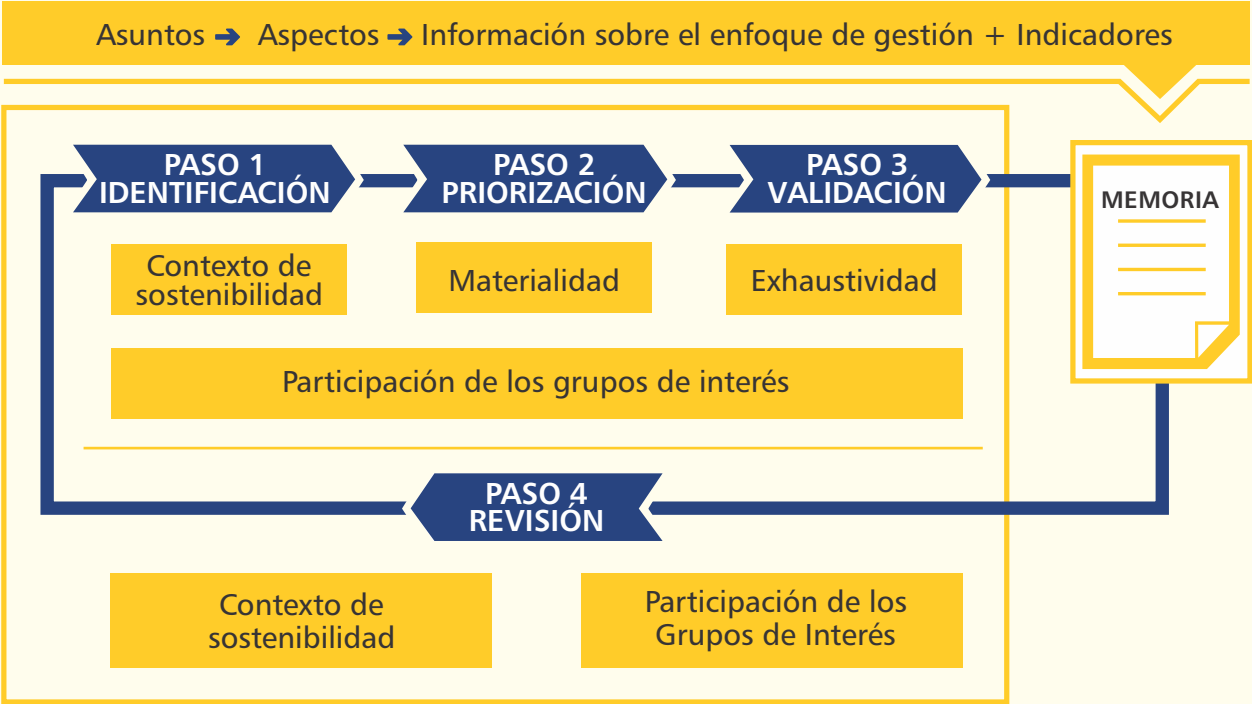 Asuntos → Aspectos → Información sobre el enfoque de gestión + Indicadores
PASO 1
IDENTIFICACIÓN
PASO 2
PRIORIZACIÓN
PASO 3
VALIDACIÓN
MEMORIA
Contexto de
sostenibilidad
Materialidad
Exhaustividad
Participación de los grupos de interés
PASO 4
REVISIÓN
Contexto de
sostenibilidad
Participación de los
Grupos de Interés